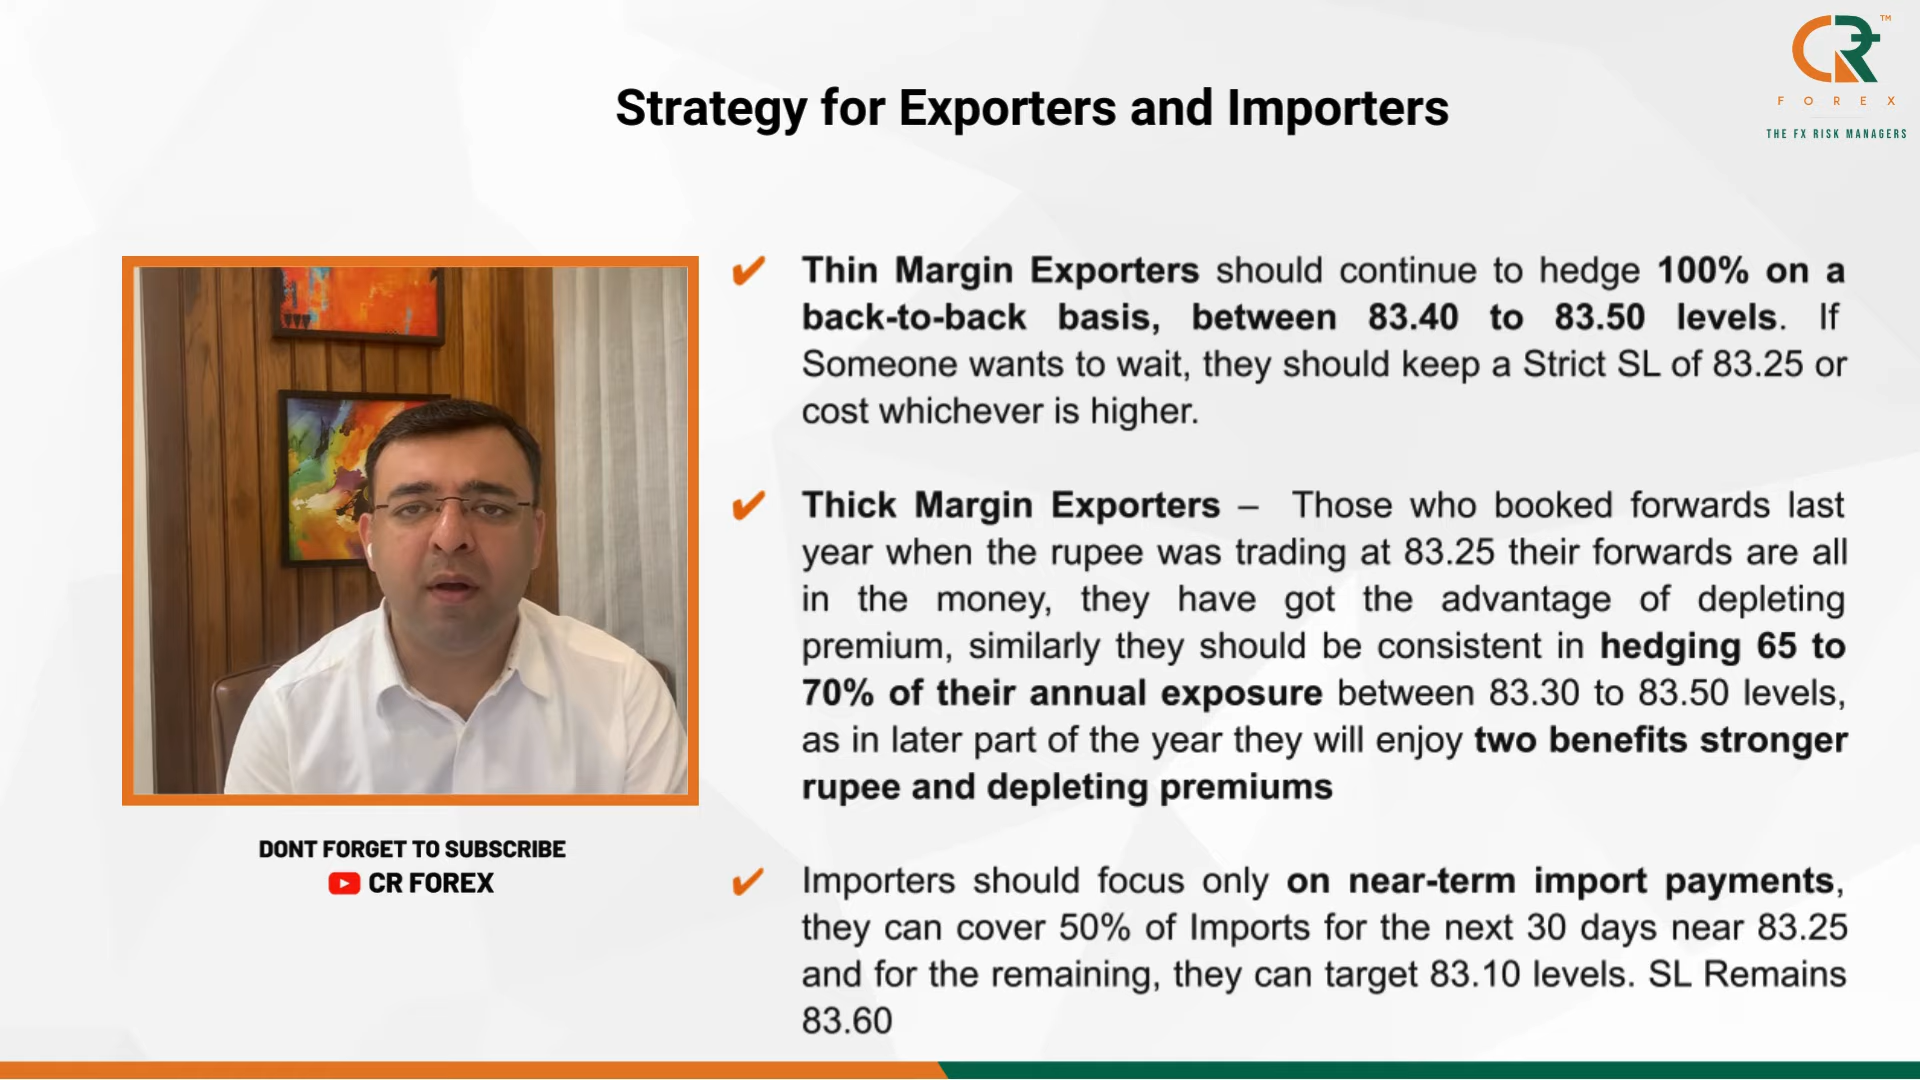 CR
TM
FOREX
THE FX RISK MANAGERS
Strategy for Exporters and Importers
✔ Thin Margin Exporters should continue to hedge 100% on a
back-to-back basis, between 83.40 to 83.50 levels. If
Someone wants to wait, they should keep a Strict SL of 83.25 or
cost whichever is higher.
✔ Thick Margin Exporters – Those who booked forwards last
year when the rupee was trading at 83.25 their forwards are all
in the money, they have got the advantage of depleting
premium, similarly they should be consistent in hedging 65 to
70% of their annual exposure between 83.30 to 83.50 levels,
as in later part of the year they will enjoy two benefits stronger
rupee and depleting premiums
✔ Importers should focus only on near-term import payments,
they can cover 50% of Imports for the next 30 days near 83.25
and for the remaining, they can target 83.10 levels. SL Remains
83.60
DONT FORGET TO SUBSCRIBE
CR FOREX